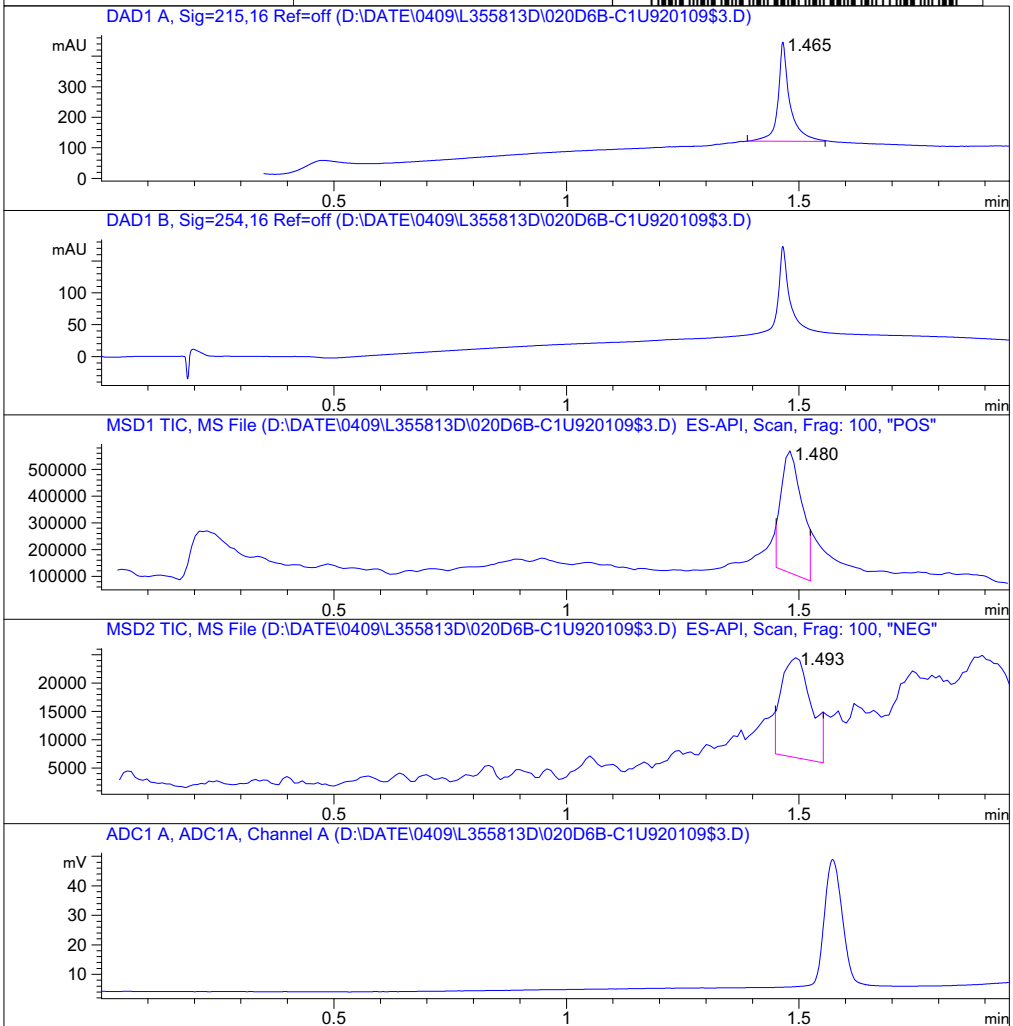 DAD1 A, Sig=215,16 Ref=off (D:\DATE\0409\L355813D\020D6B-C1U920109$3.D)
mAU
1.465
300
200
100
0
0.5 1 1.5 min
DAD1 B, Sig=254,16 Ref=off (D:\DATE\0409\L355813D\020D6B-C1U920109$3.D)
mAU
100
50
0
0.5 1 1.5 min
MSD1 TIC, MS File (D:\DATE\0409\L355813D\020D6B-C1U920109$3.D) ES-API, Scan, Frag: 100, "POS"
1.480
500000
400000
300000
200000
100000
0.5 1 1.5 min
MSD2 TIC, MS File (D:\DATE\0409\L355813D\020D6B-C1U920109$3.D) ES-API, Scan, Frag: 100, "NEG"
1.493
20000
15000
10000
5000
0.5 1 1.5 min
ADC1 A, ADC1A, Channel A (D:\DATE\0409\L355813D\020D6B-C1U920109$3.D)
mV
40
30
20
10
0.5 1 1.5 min